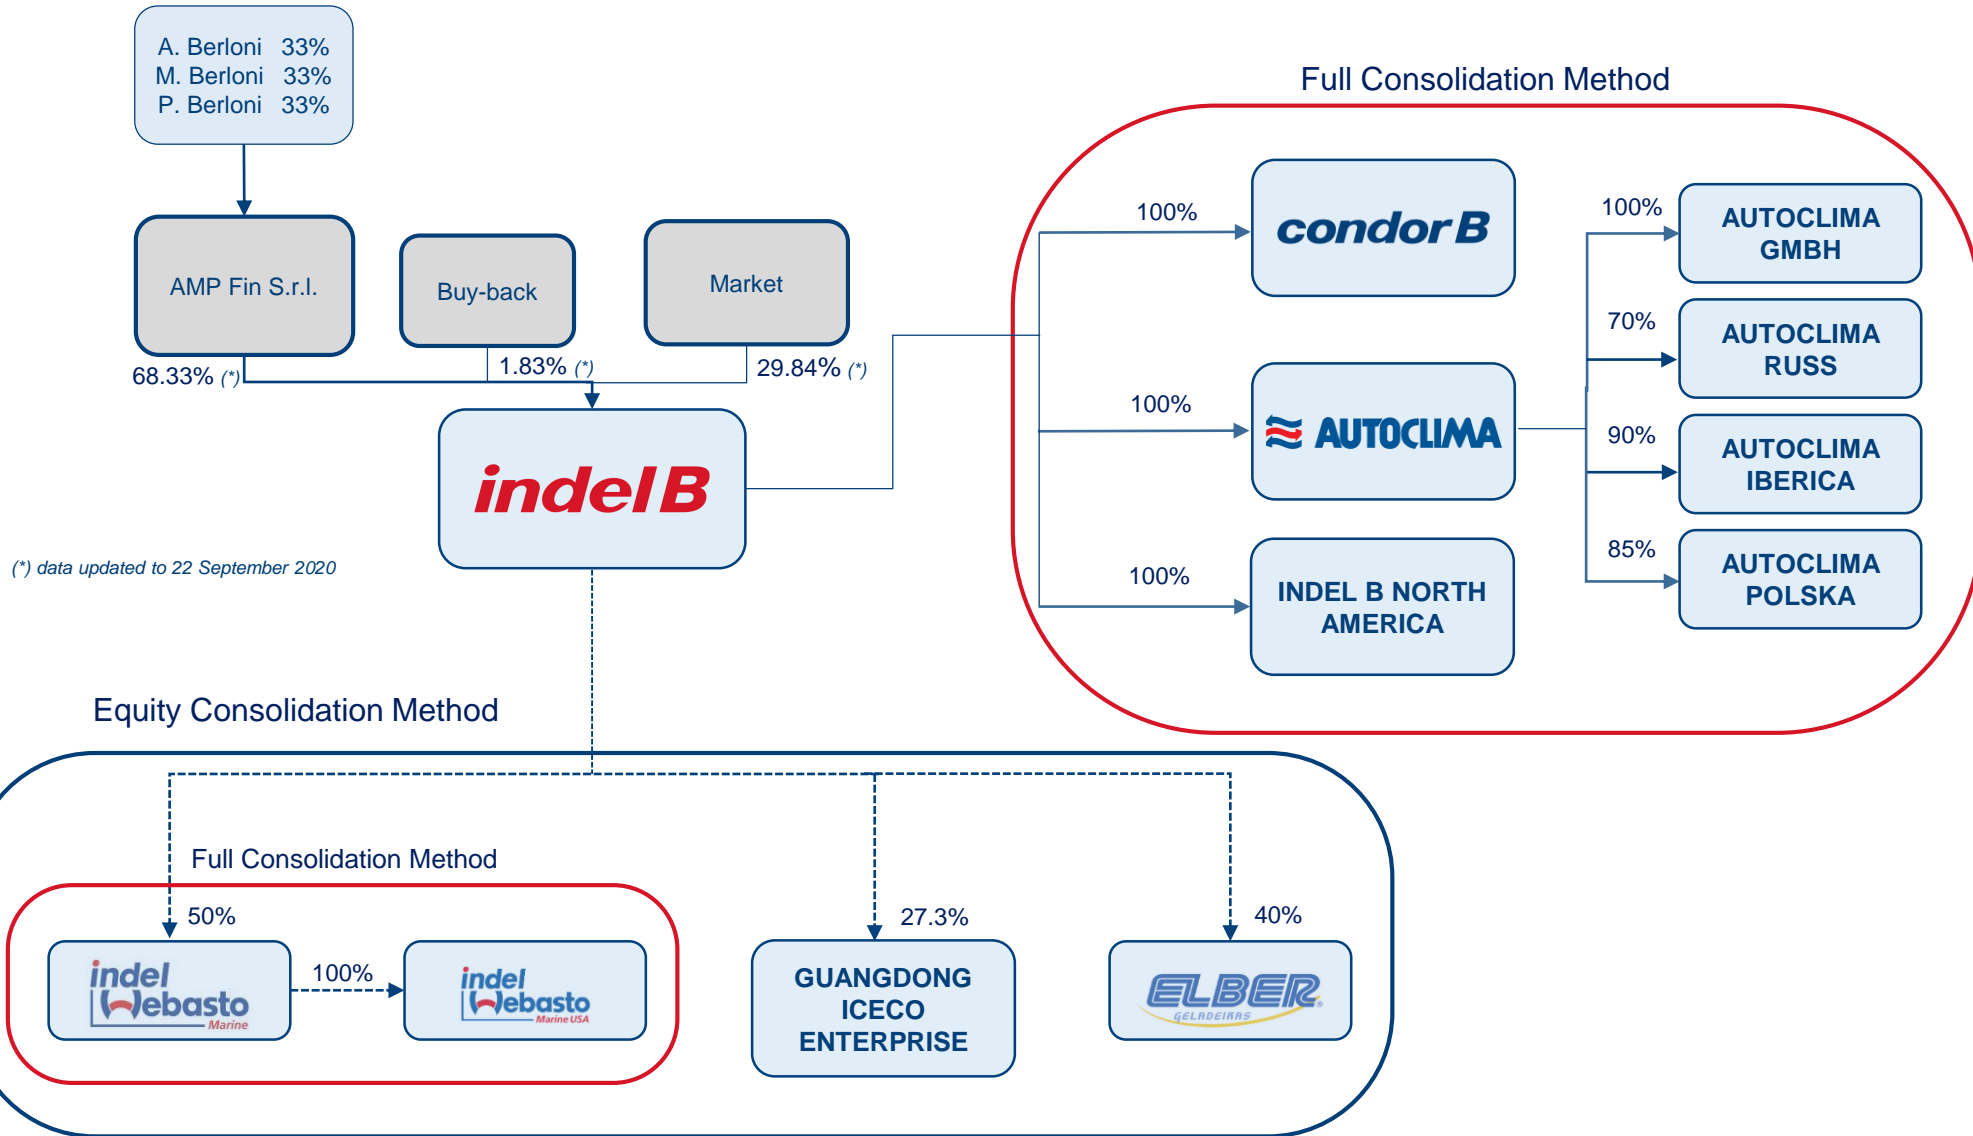 A. Berloni 33%
M. Berloni 33%
P. Berloni 33%
AMP Fin S.r.l.
Buy-back
Market
68.33% (*)
1.83% (*)
29.84% (*)
indel B
(*) data updated to 22 September 2020
Full Consolidation Method
100%
condor B
100%
AUTOCLIMA
100%
INDEL B NORTH
AMERICA
100%
AUTOCLIMA
GMBH
70%
AUTOCLIMA
RUSS
90%
AUTOCLIMA
IBERICA
85%
AUTOCLIMA
POLSKA
Equity Consolidation Method
Full Consolidation Method
50%
indel
Webasto
Marine
100%
indel
Webasto
Marine USA
27.3%
GUANGDONG
ICECO
ENTERPRISE
40%
ELBER®
GELADEIRAS